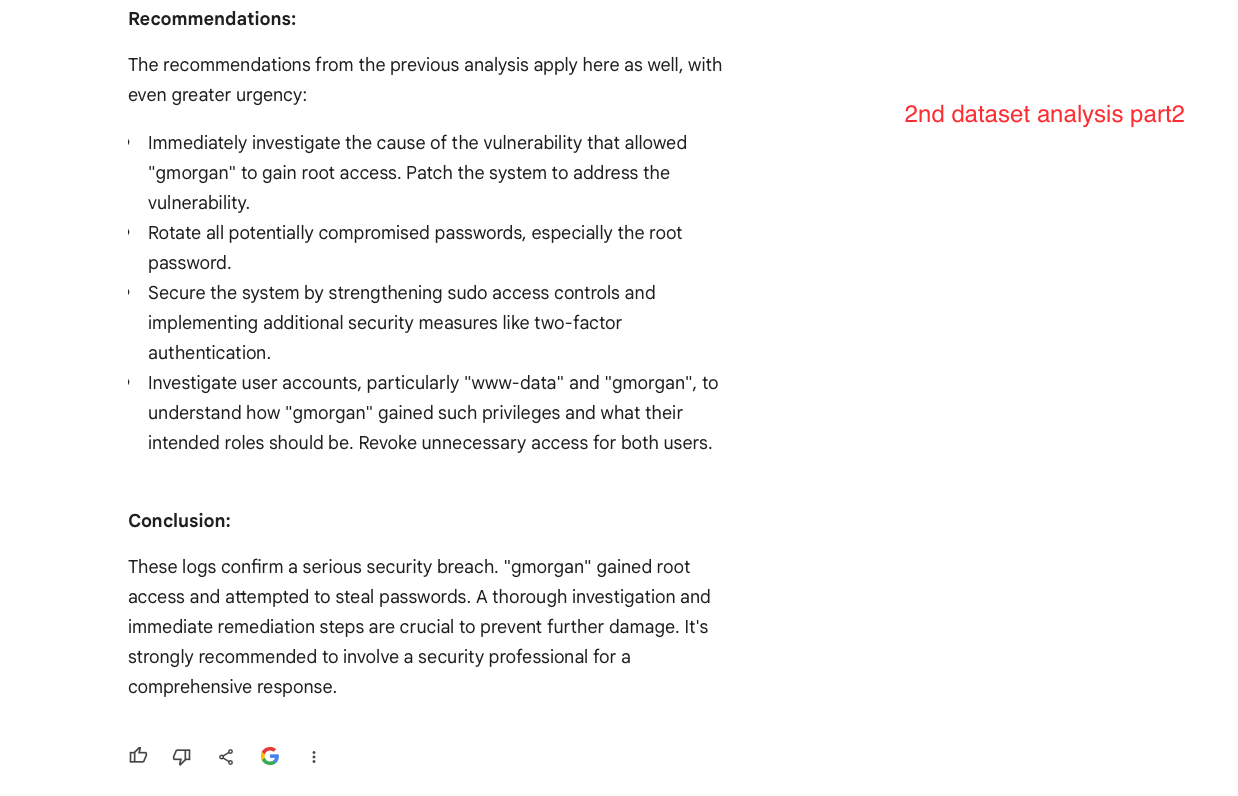 Recommendations:
The recommendations from the previous analysis apply here as well, with
even greater urgency:
2nd dataset analysis part2
Immediately investigate the cause of the vulnerability that allowed
"gmorgan" to gain root access. Patch the system to address the
vulnerability.
Rotate all potentially compromised passwords, especially the root
password.
Secure the system by strengthening sudo access controls and
implementing additional security measures like two-factor
authentication.
Investigate user accounts, particularly "www-data" and "gmorgan", to
understand how "gmorgan" gained such privileges and what their
intended roles should be. Revoke unnecessary access for both users.
Conclusion:
These logs confirm a serious security breach. "gmorgan" gained root
access and attempted to steal passwords. A thorough investigation and
immediate remediation steps are crucial to prevent further damage. It's
strongly recommended to involve a security professional for a
comprehensive response.